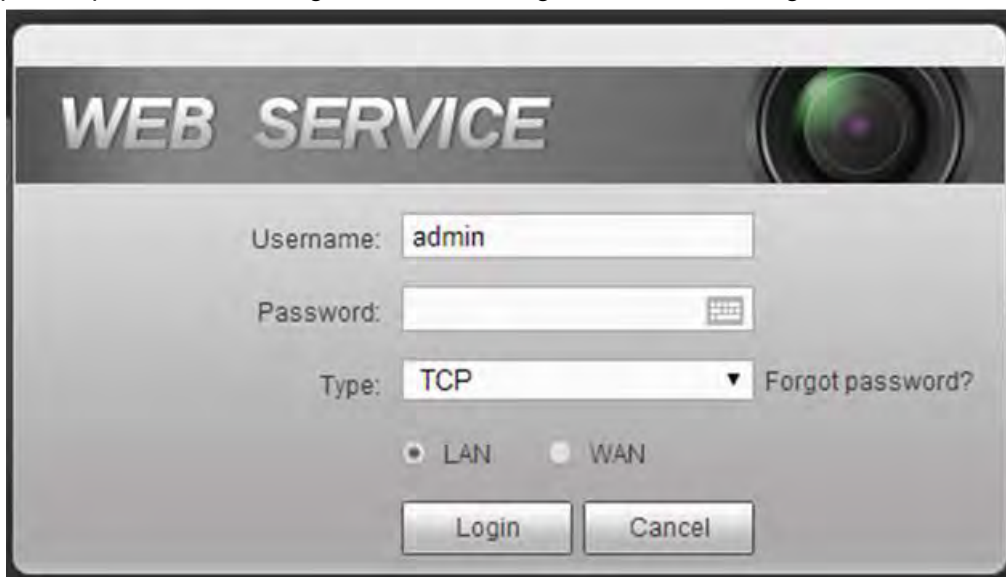 WEB SERVICE
Username: admin
Password:
Type: TCP Forgot password?
LAN WAN
Login Cancel